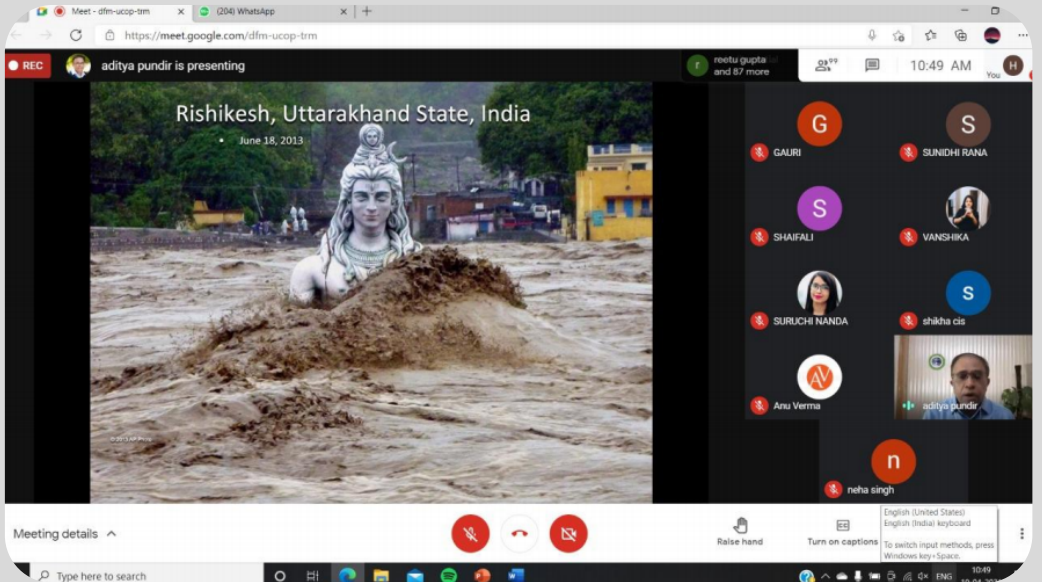 Meet - dfm-ucop-trm
(204) WhatsApp
https://meet.google.com/dfm-ucop-trm
REC
aditya pundir is presenting
r
reetu gupta
and 87 more
99
10:49 AM
You
H
Rishikesh, Uttarakhand State, India
• June 18, 2013
G
GAURI
S
SUNIDHI RANA
S
SHAIFALI
VANSHIKA
SURUCHI NANDA
S
shikha cis
AV
Anu Verma
aditya pundir
n
neha singh
Meeting details
Raise hand
CC
Turn on captions
English (United States)
English (India) keyboard
To switch input methods, press
Windows key+Space.
Type here to search
ENG
10:49